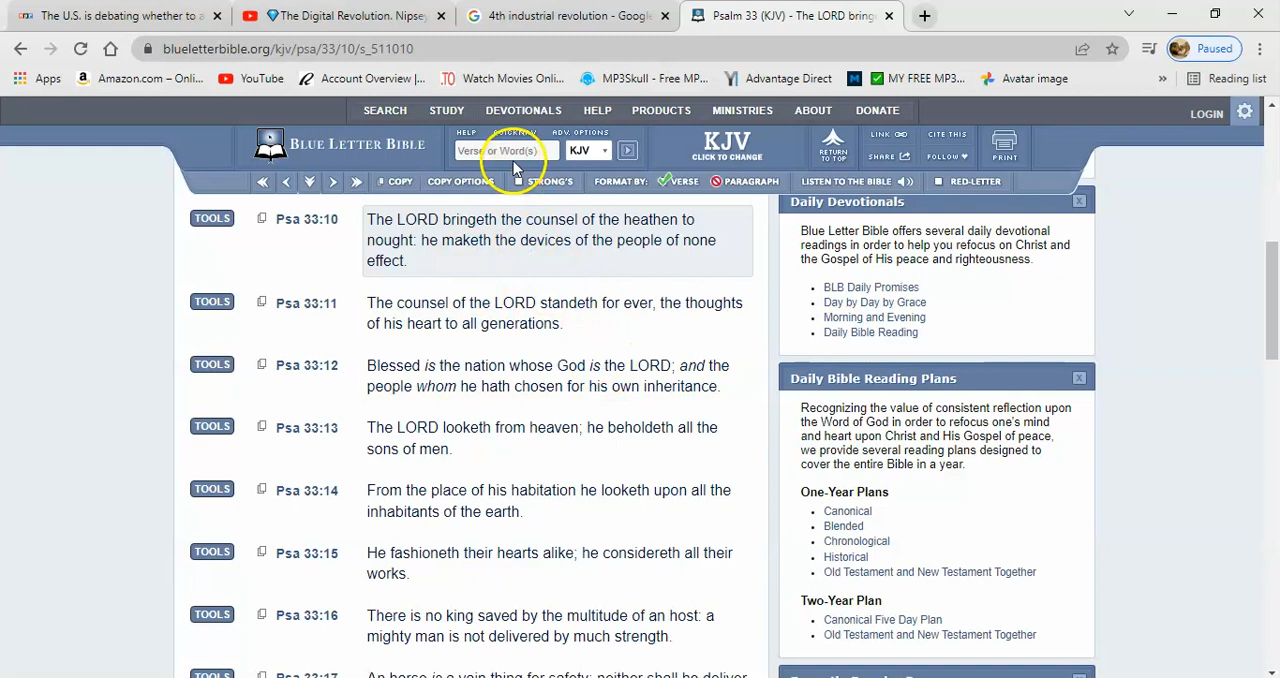 The U.S. is debating whether to a
The Digital Revolution. Nipsey
4th industrial revolution - Google
Psalm 33 (KJV) - The LORD bring
blueletterbible.org/kjv/psa/33/10/s_511010
Paused
Apps
Amazon.com – Onli...
YouTube
Account Overview |...
Watch Movies Onli...
MP3Skull - Free MP...
Advantage Direct
MY FREE MP3...
Avatar image
»
Reading list
SEARCH
STUDY
DEVOTIONALS
HELP
PRODUCTS
MINISTRIES
ABOUT
DONATE
LOGIN
BLUE LETTER BIBLE
HELP
QUICKNAV
ADV. OPTIONS
Verse or Word(s)
KJV
KJV
CLICK TO CHANGE
RETURN
TO TOP
LINK
CITE THIS
SHARE
FOLLOW
PRINT
COPY
COPY OPTIONS
STRONG'S
FORMAT BY:
VERSE
PARAGRAPH
LISTEN TO THE BIBLE
RED-LETTER
TOOLS
Psa 33:10
The LORD bringeth the counsel of the heathen to
nought: he maketh the devices of the people of none
effect.
TOOLS
Psa 33:11
The counsel of the LORD standeth for ever, the thoughts
of his heart to all generations.
TOOLS
Psa 33:12
Blessed is the nation whose God is the LORD; and the
people whom he hath chosen for his own inheritance.
TOOLS
Psa 33:13
The LORD looketh from heaven; he beholdeth all the
sons of men.
TOOLS
Psa 33:14
From the place of his habitation he looketh upon all the
inhabitants of the earth.
TOOLS
Psa 33:15
He fashioneth their hearts alike; he considereth all their
works.
TOOLS
Psa 33:16
There is no king saved by the multitude of an host: a
mighty man is not delivered by much strength.
TOOLS
Psa 33:17
An horse is a vain thing for safety: neither shall he deliver
Daily Devotionals
Blue Letter Bible offers several daily devotional
readings in order to help you refocus on Christ and
the Gospel of His peace and righteousness.
BLB Daily Promises
Day by Day by Grace
Morning and Evening
Daily Bible Reading
Daily Bible Reading Plans
Recognizing the value of consistent reflection upon
the Word of God in order to refocus one's mind
and heart upon Christ and His Gospel of peace,
we provide several reading plans designed to
cover the entire Bible in a year.
One-Year Plans
Canonical
Blended
Chronological
Historical
Old Testament and New Testament Together
Two-Year Plan
Canonical Five Day Plan
Old Testament and New Testament Together